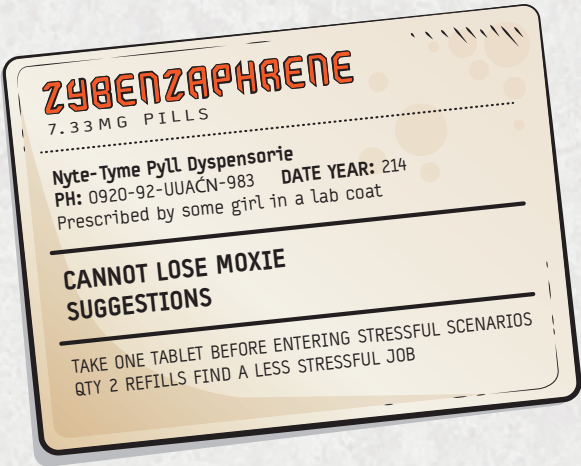 ZYBENZAPHRENE
7.33MG PILLS
Nyte-Tyme Pyll Dyspensorie
PH: 0920-92-UUAĆN-983 DATE YEAR: 214
Prescribed by some girl in a lab coat
CANNOT LOSE MOXIE
SUGGESTIONS
TAKE ONE TABLET BEFORE ENTERING STRESSFUL SCENARIOS
QTY 2 REFILLS FIND A LESS STRESSFUL JOB